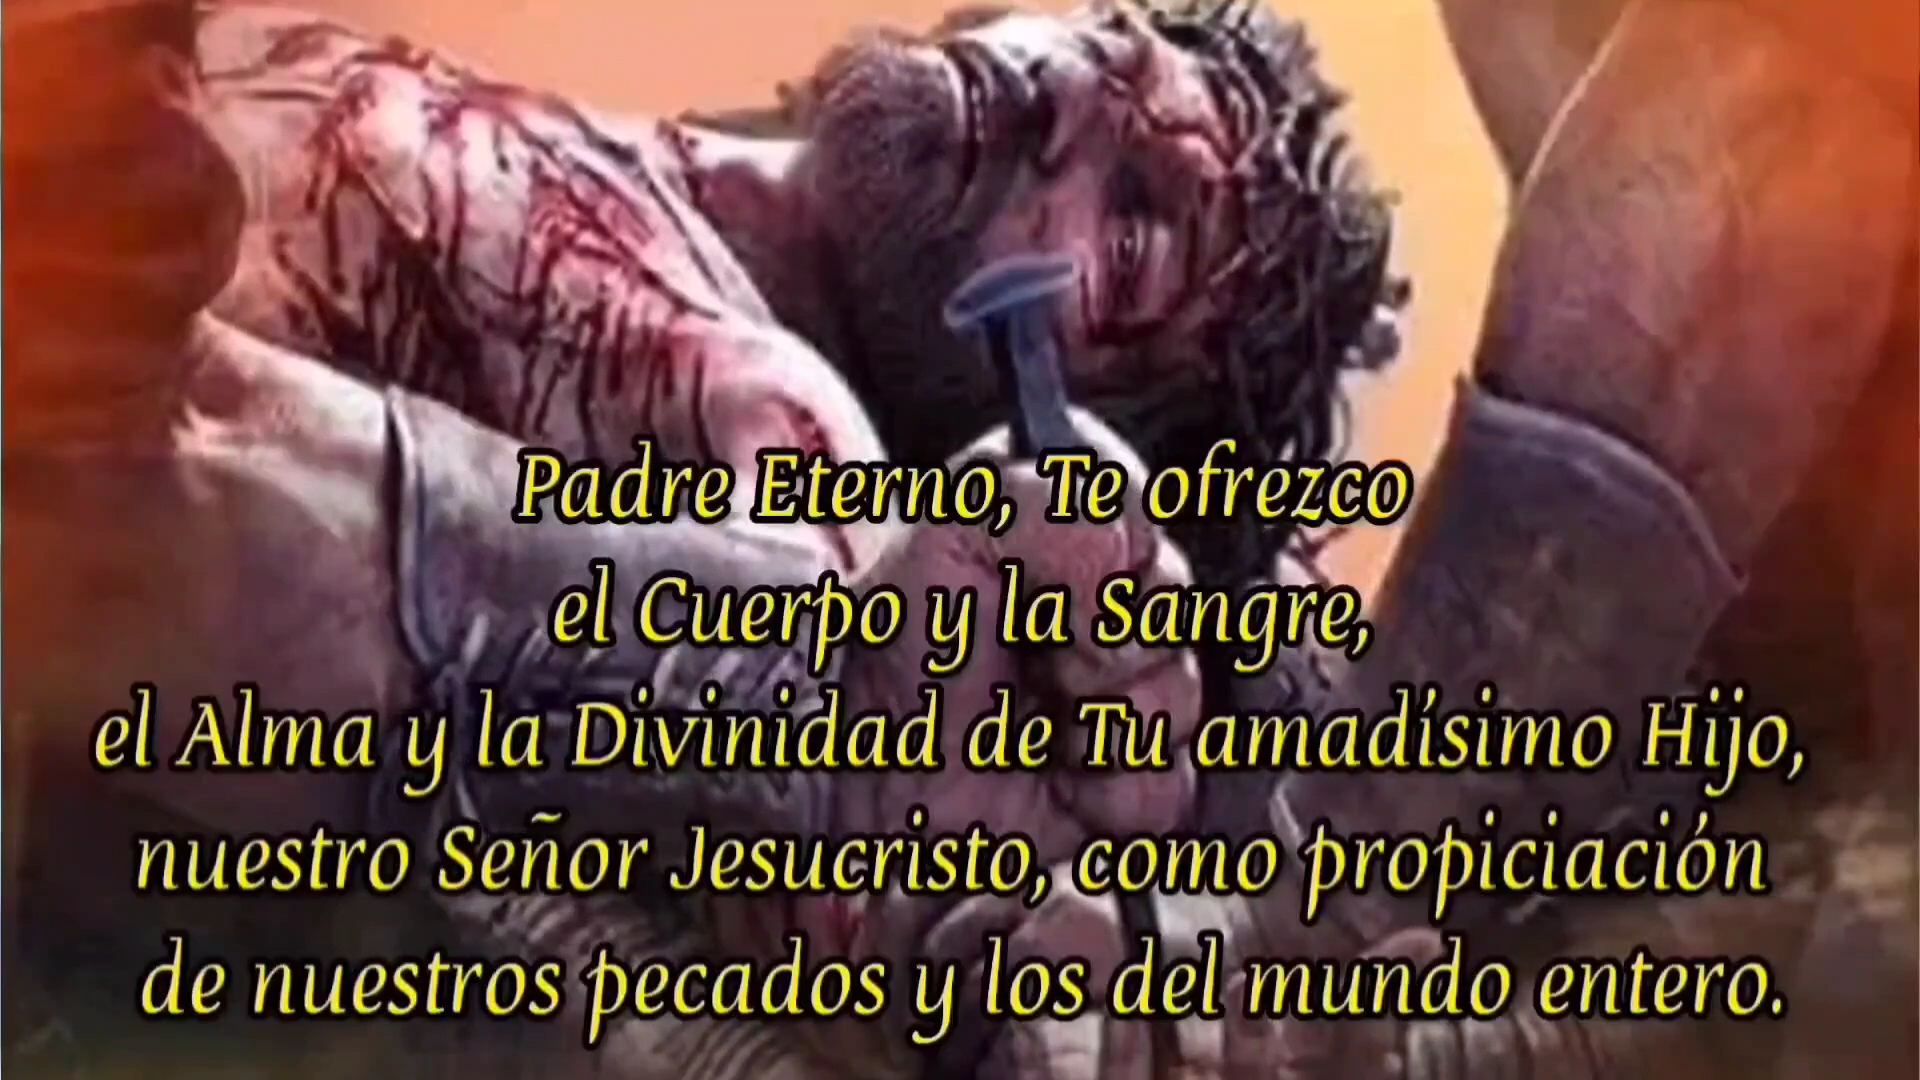 Padre Eterno, Te ofrezco
el Cuerpo y la Sangre,
el Alma y la Divinidad de Tu amadísimo Hijo,
nuestro Señor Jesucristo, como propiciación
de nuestros pecados y los del mundo entero.